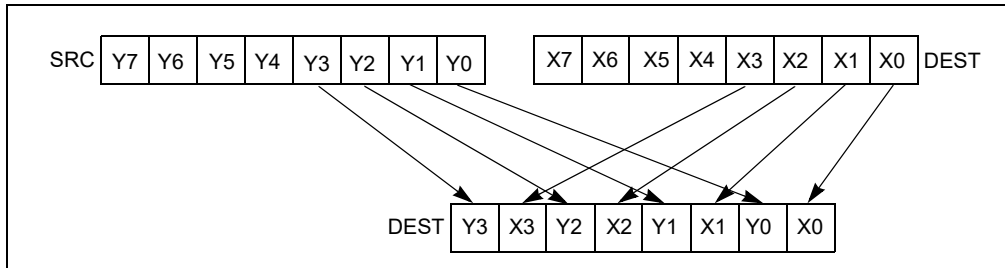 SRC Y7 Y6 Y5 Y4 Y3 Y2 Y1 Y0 X7 X6 X5 X4 X3 X2 X1 X0 DEST
DEST Y3 X3 Y2 X2 Y1 X1 Y0 X0